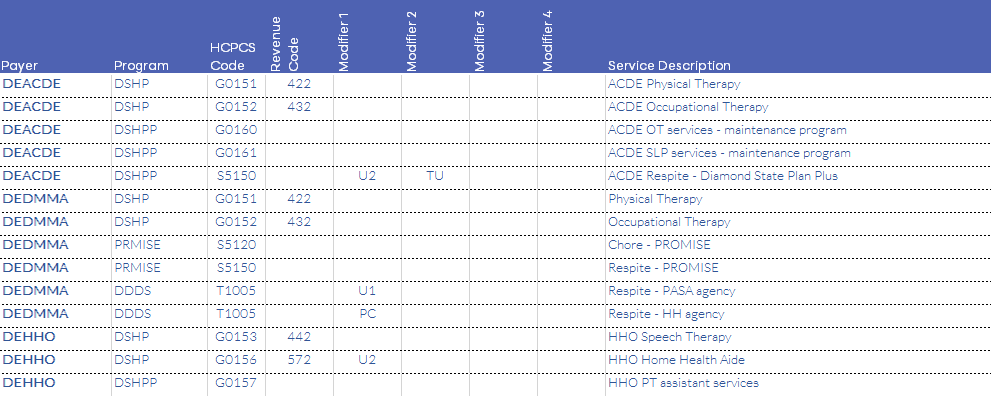 Payer Program HCPCS Code Revenue Code Modifier 1 Modifier 2 Modifier 3 Modifier 4 Service Description
DEACDE DSHP G0151 422 ACDE Physical Therapy
DEACDE DSHP G0152 432 ACDE Occupational Therapy
DEACDE DSHPP G0160 ACDE OT services - maintenance program
DEACDE DSHPP G0161 ACDE SLP services - maintenance program
DEACDE DSHPP S5150 U2 TU ACDE Respite - Diamond State Plan Plus
DEDMMA DSHP G0151 422 Physical Therapy
DEDMMA DSHP G0152 432 Occupational Therapy
DEDMMA PRMISE S5120 Chore - PROMISE
DEDMMA PRMISE S5150 Respite - PROMISE
DEDMMA DDDS T1005 U1 Respite - PASA agency
DEDMMA DDDS T1005 PC Respite - HH agency
DEHHO DSHP G0153 442 HHO Speech Therapy
DEHHO DSHP G0156 572 U2 HHO Home Health Aide
DEHHO DSHPP G0157 HHO PT assistant services